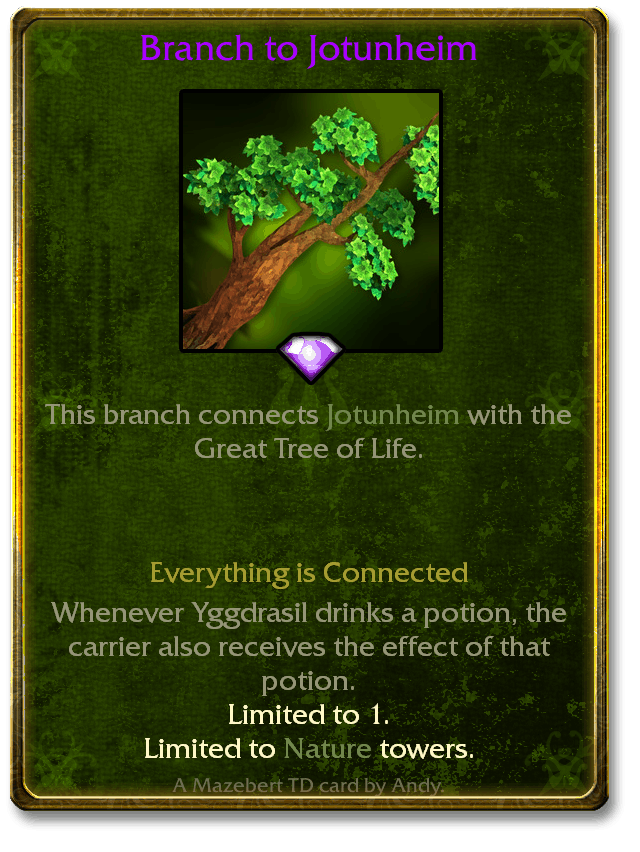 Branch to Jotunheim
This branch connects Jotunheim with the
Great Tree of Life.
Everything is Connected
Whenever Yggdrasil drinks a potion, the
carrier also receives the effect of that
potion.
Limited to 1.
Limited to Nature towers.
A Mazebert TD card by Andy.